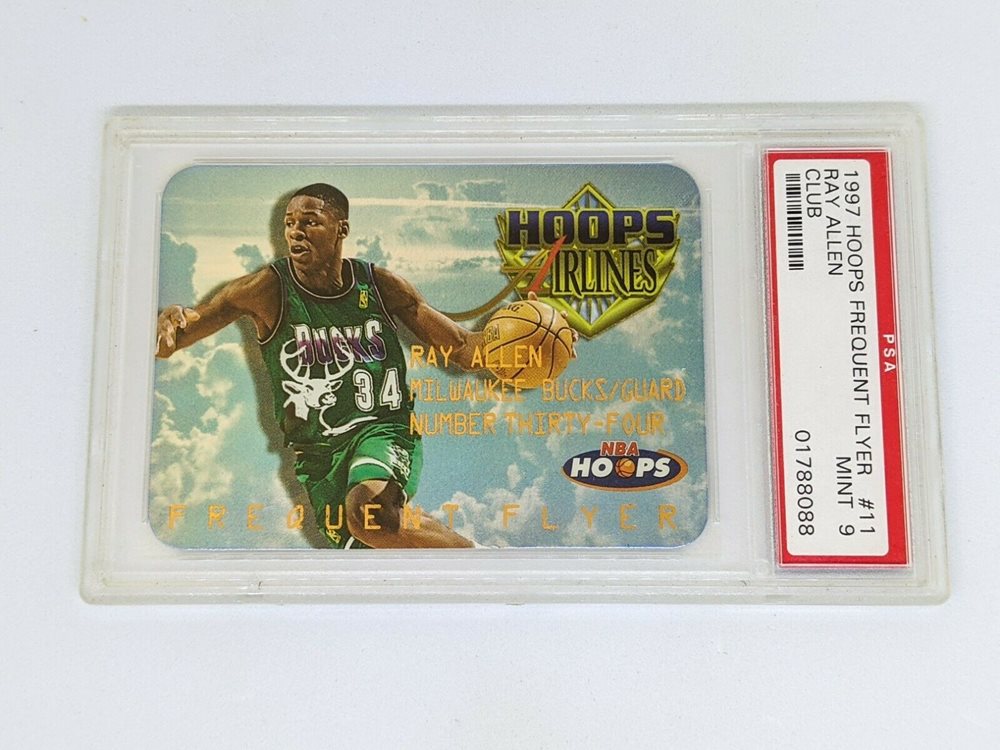 HOOPS
AIRLINES
BUCKS
34
RAY ALLEN
MILWAUKEE BUCKS/GUARD
NUMBER THIRTY-FOUR
NBA
HOOPS
FREQUENT FLYER
1997 HOOPS FREQUENT FLYER #11
RAY ALLEN MINT 9
CLUB 01788088
PSA